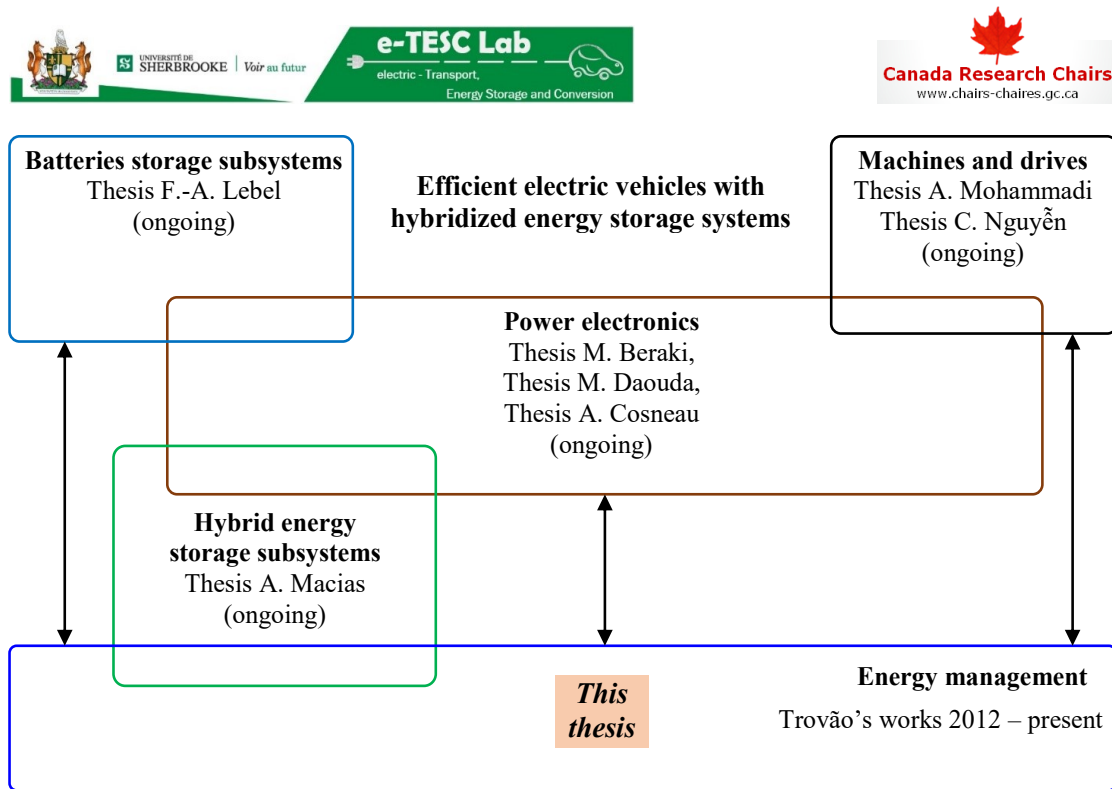 UNIVERSITÉ DE
SHERBROOKE
Voir au futur
e-TESC Lab
electric - Transport,
Energy Storage and Conversion
Canada Research Chairs
www.chairs-chaires.gc.ca
Batteries storage subsystems
Thesis F.-A. Lebel
(ongoing)
Efficient electric vehicles with
hybridized energy storage systems
Machines and drives
Thesis A. Mohammadi
Thesis C. Nguyễn
(ongoing)
Power electronics
Thesis M. Beraki,
Thesis M. Daouda,
Thesis A. Cosneau
(ongoing)
Hybrid energy
storage subsystems
Thesis A. Macias
(ongoing)
This
thesis
Energy management
Trovão’s works 2012 – present